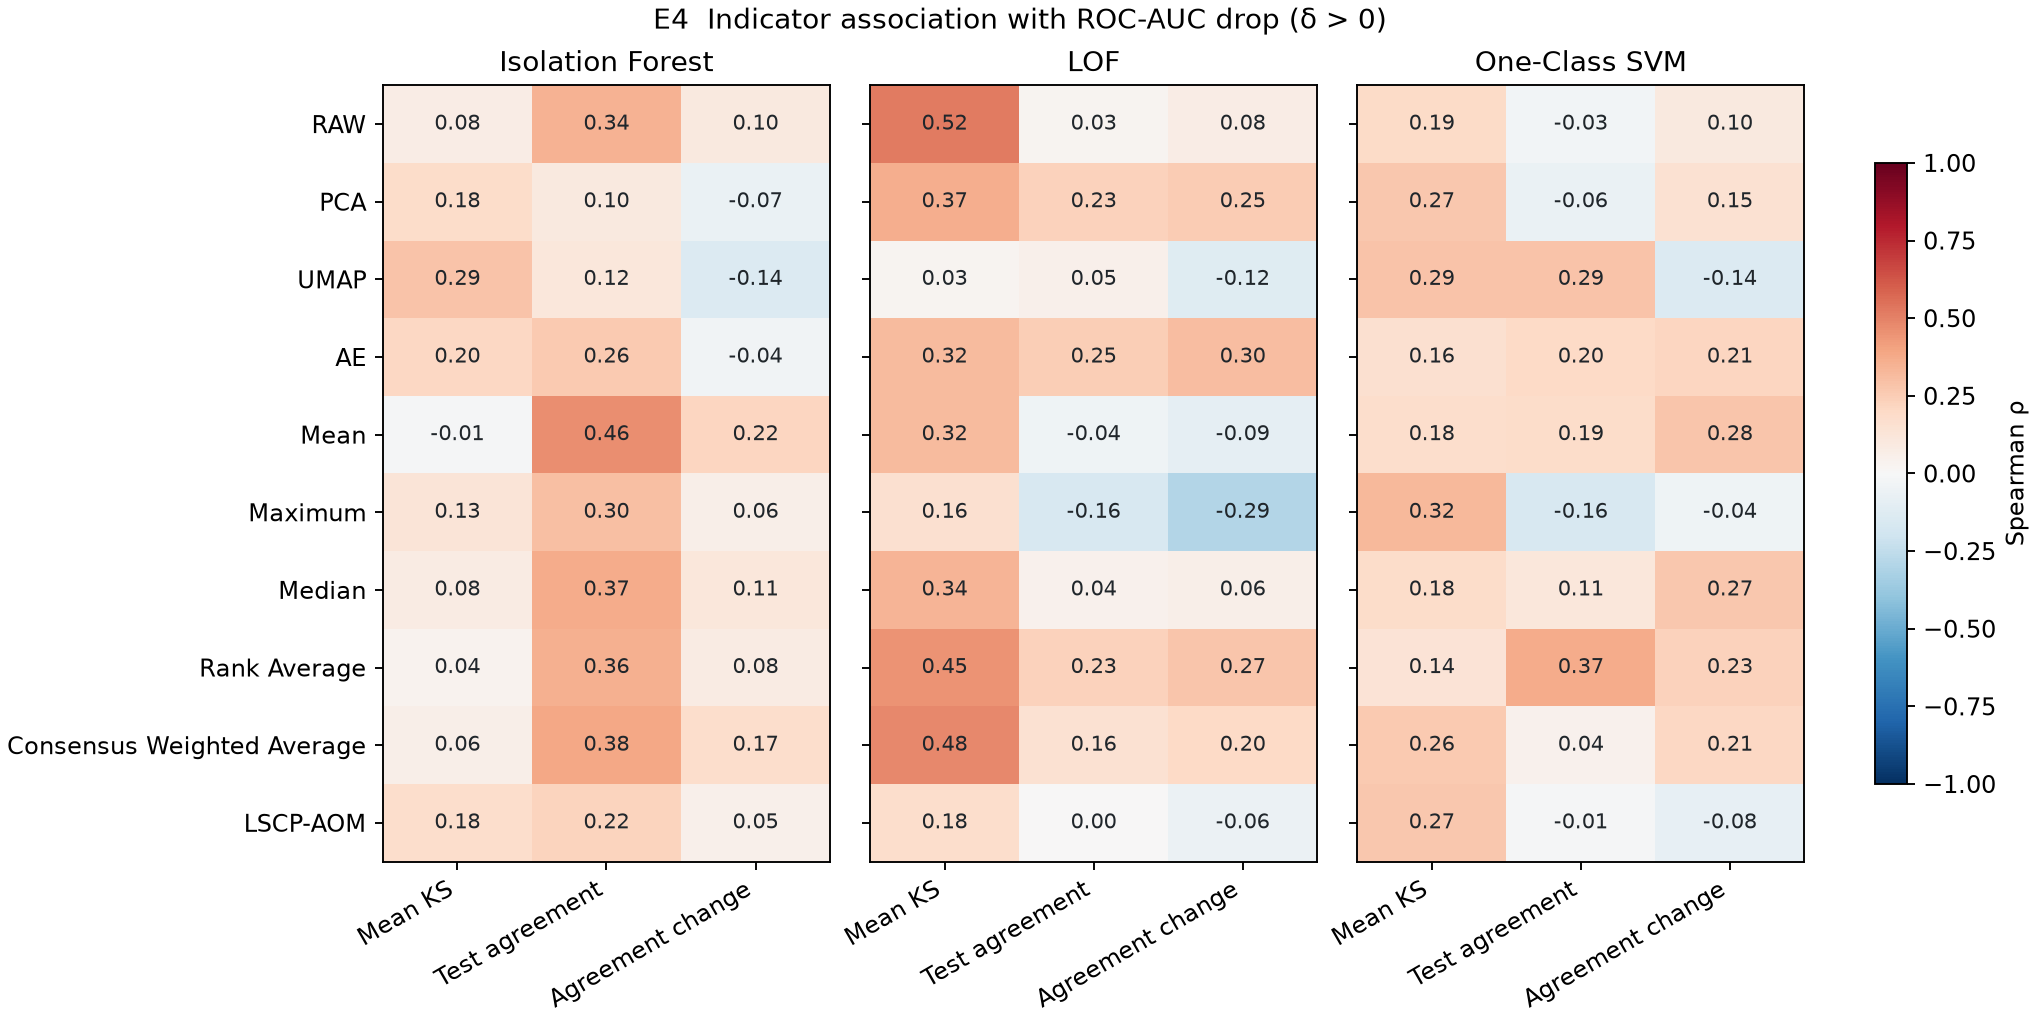 E4  Indicator association with ROC-AUC drop (δ > 0)
Isolation Forest LOF One-Class SVM
RAW 0.08 0.34 0.10 0.52 0.03 0.08 0.19 -0.03 0.10
PCA 0.18 0.10 -0.07 0.37 0.23 0.25 0.27 -0.06 0.15
UMAP 0.29 0.12 -0.14 0.03 0.05 -0.12 0.29 0.29 -0.14
AE 0.20 0.26 -0.04 0.32 0.25 0.30 0.16 0.20 0.21
Mean -0.01 0.46 0.22 0.32 -0.04 -0.09 0.18 0.19 0.28
Maximum 0.13 0.30 0.06 0.16 -0.16 -0.29 0.32 -0.16 -0.04
Median 0.08 0.37 0.11 0.34 0.04 0.06 0.18 0.11 0.27
Rank Average 0.04 0.36 0.08 0.45 0.23 0.27 0.14 0.37 0.23
Consensus Weighted Average 0.06 0.38 0.17 0.48 0.16 0.20 0.26 0.04 0.21
LSCP-AOM 0.18 0.22 0.05 0.18 0.00 -0.06 0.27 -0.01 -0.08
Mean KS Test agreement Agreement change Mean KS Test agreement Agreement change Mean KS Test agreement Agreement change
1.00
0.75
0.50
0.25
0.00
−0.25
−0.50
−0.75
−1.00
Spearman ρ